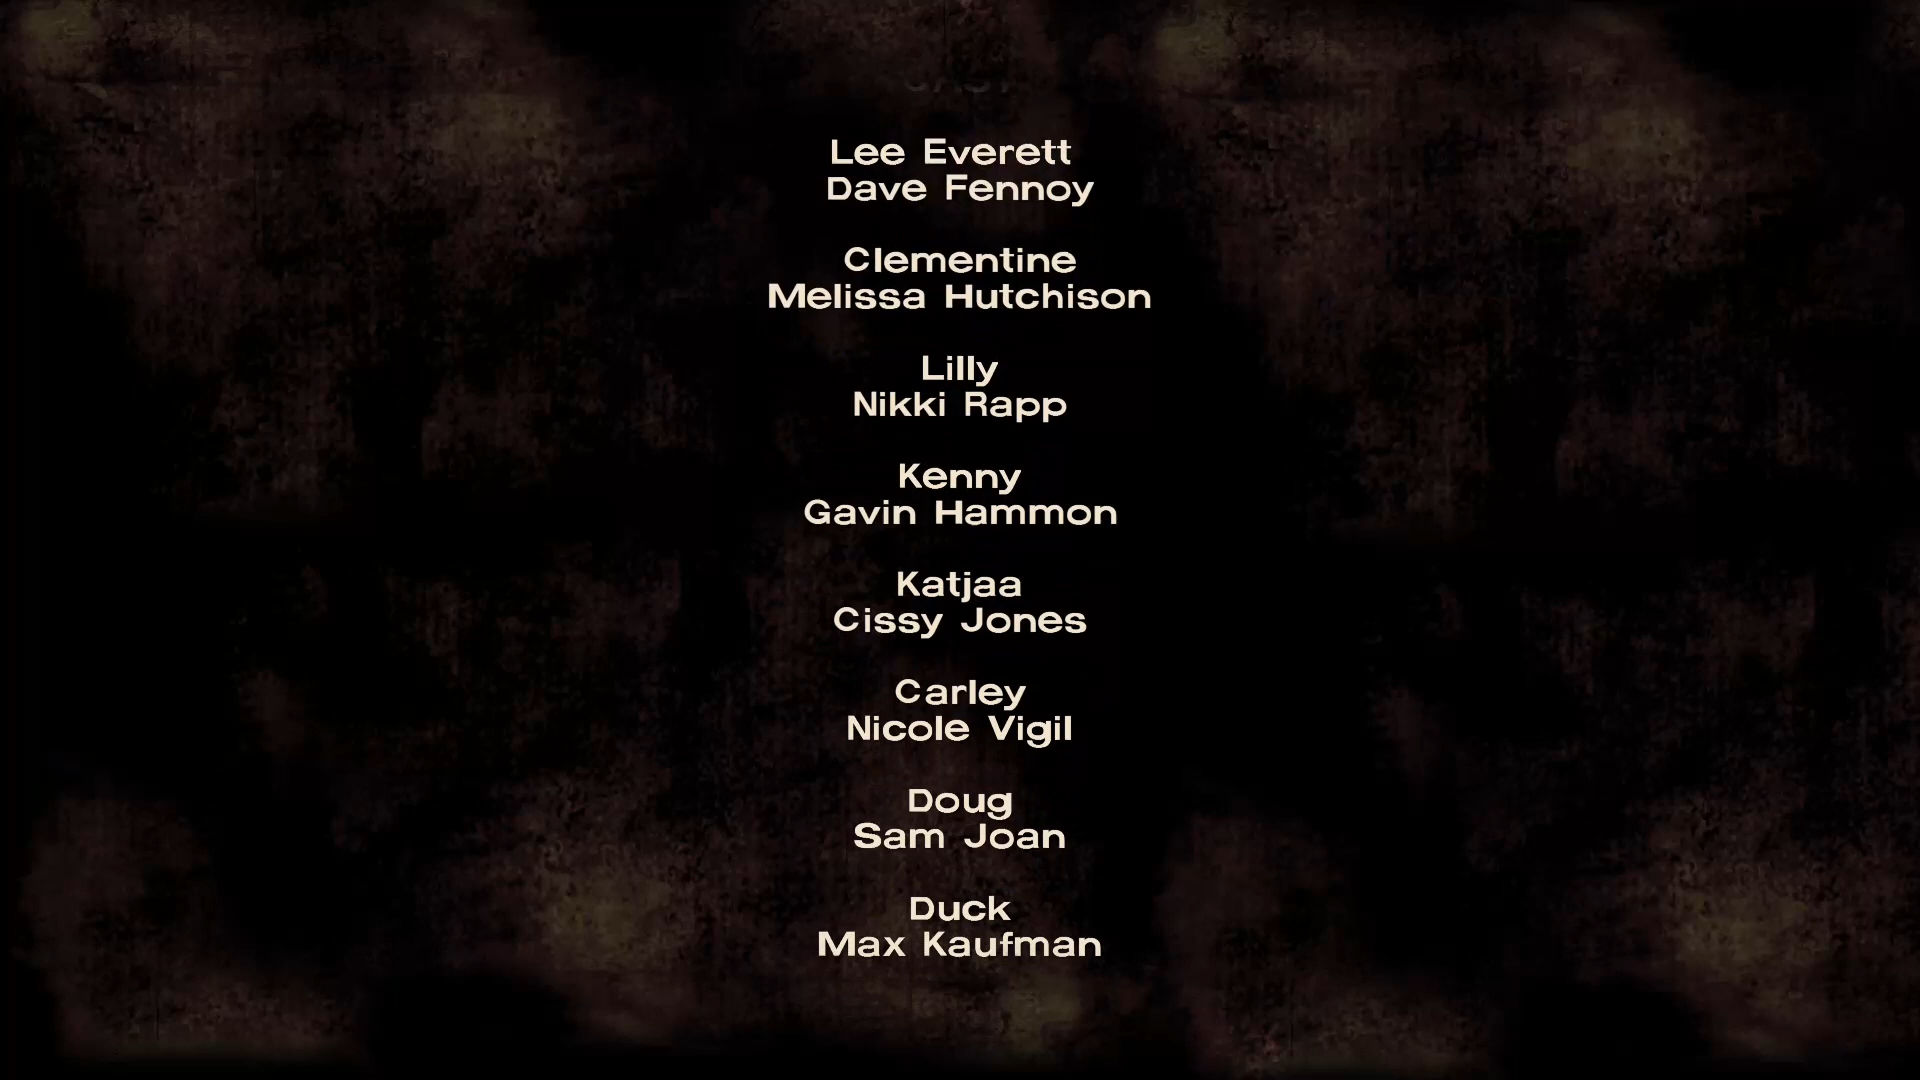 Lee Everett
Dave Fennoy
Clementine
Melissa Hutchison
Lilly
Nikki Rapp
Kenny
Gavin Hammon
Katjaa
Cissy Jones
Carley
Nicole Vigil
Doug
Sam Joan
Duck
Max Kaufman